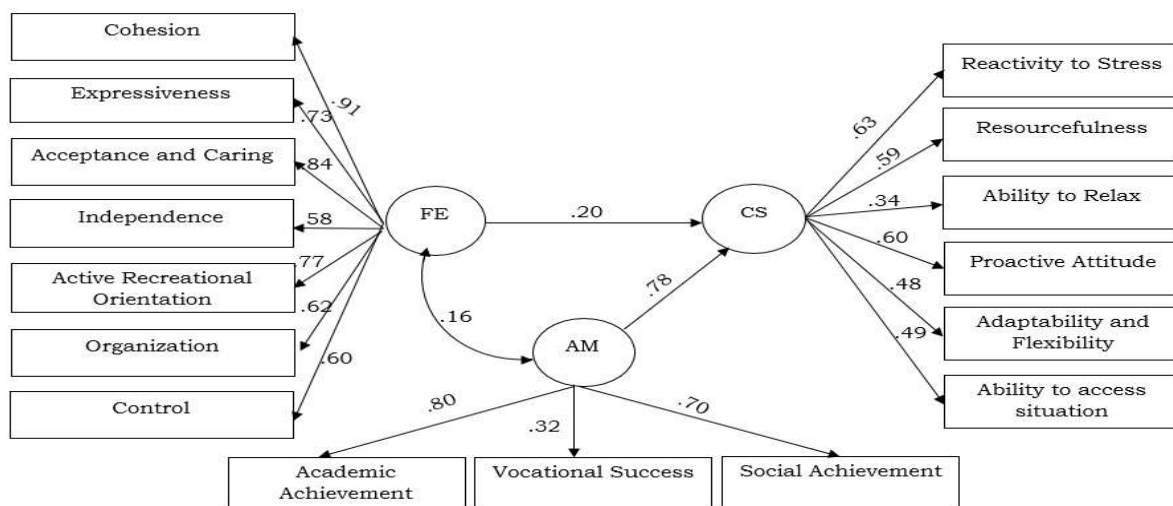 Cohesion
Expressiveness
Acceptance and Caring
Independence
Active Recreational
Orientation
Organization
Control
.91
.73
.84
.58
.77
.62
.60
FE
.20
CS
.16
.78
AM
.80
.32
.70
Academic
Achievement
Vocational Success
Social Achievement
.63
.59
.34
.60
.48
.49
Reactivity to Stress
Resourcefulness
Ability to Relax
Proactive Attitude
Adaptability and
Flexibility
Ability to access
situation